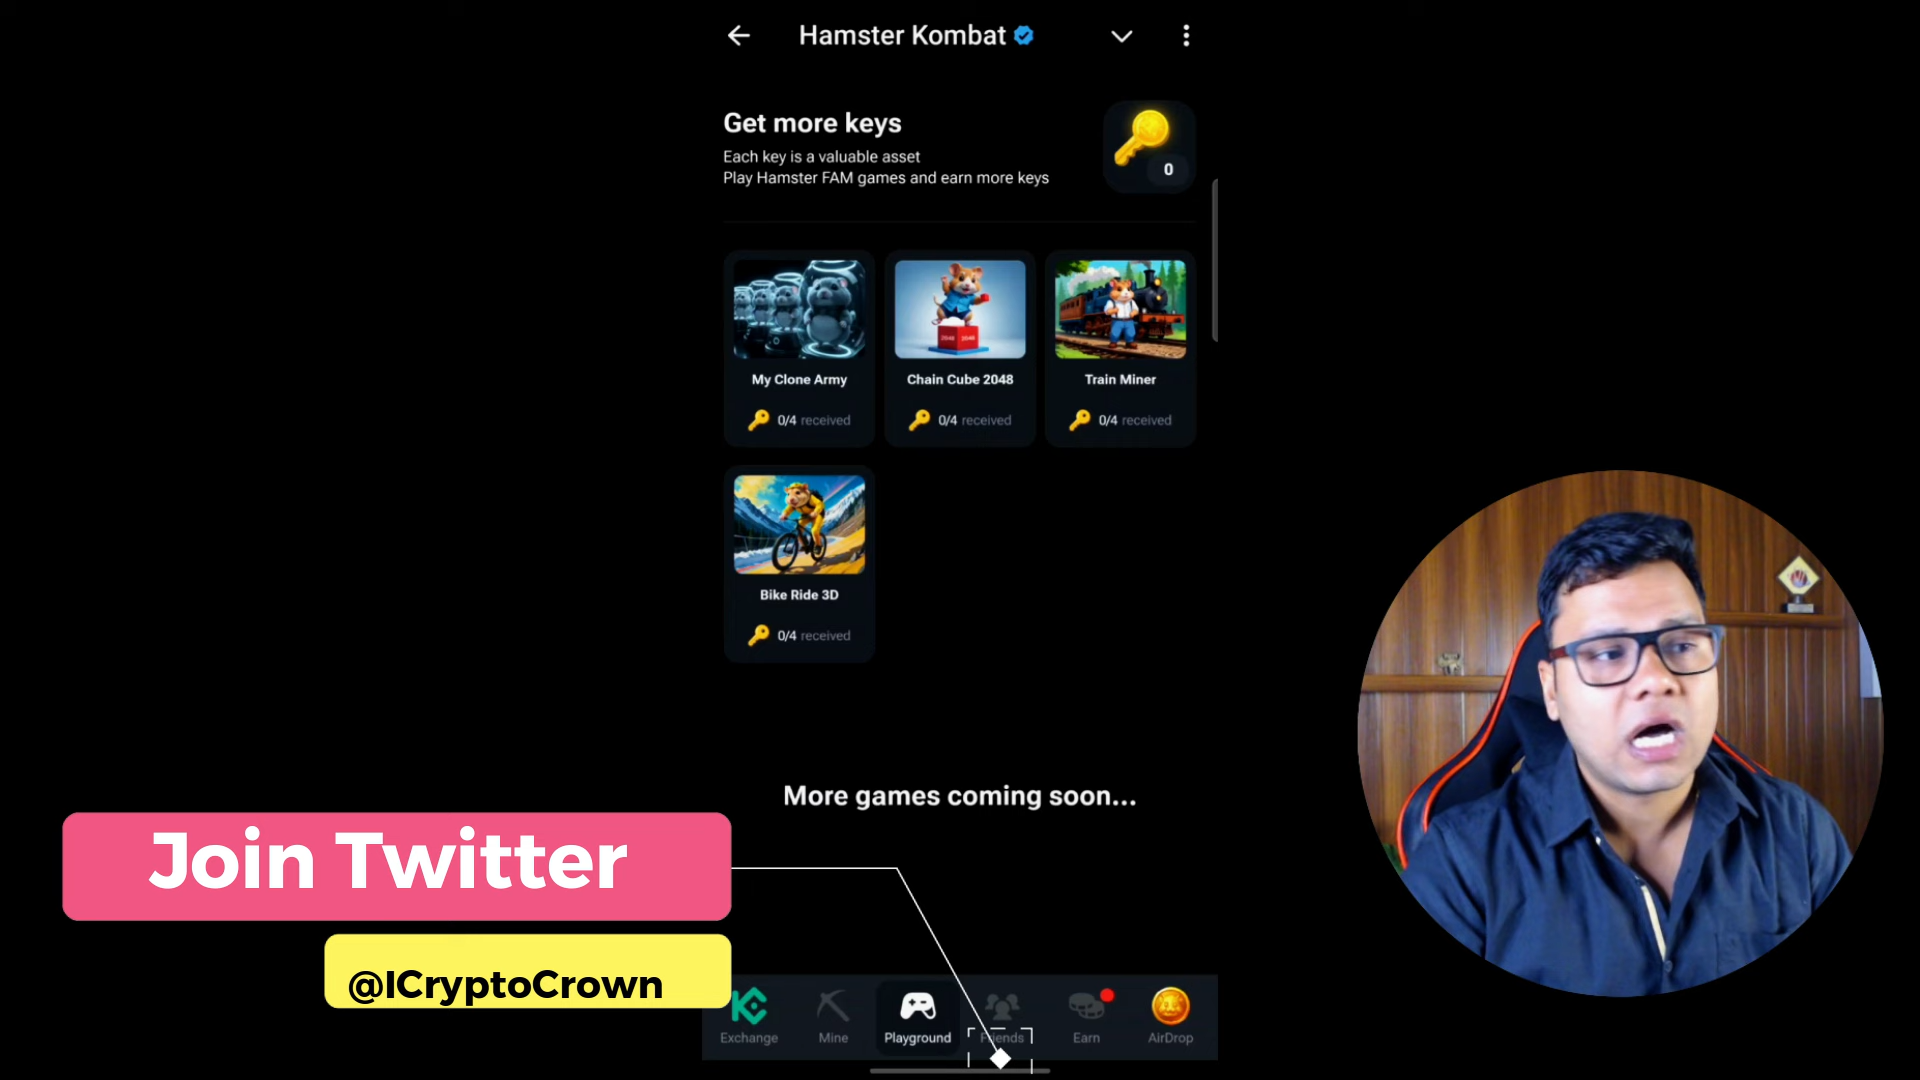 Hamster Kombat
Get more keys
Each key is a valuable asset
Play Hamster FAM games and earn more keys
0
My Clone Army
Chain Cube 2048
Train Miner
0/4 received
0/4 received
0/4 received
Bike Ride 3D
0/4 received
More games coming soon...
Join Twitter
@ICryptoCrown
Exchange
Mine
Playground
Friends
Earn
AirDrop